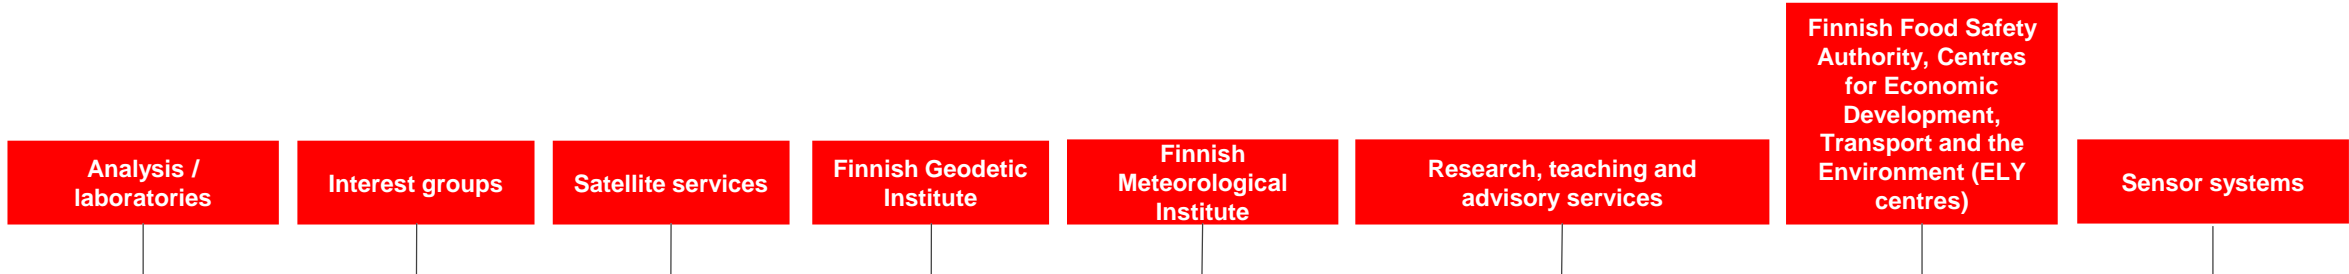 Analysis /
laboratories
Interest groups
Satellite services
Finnish Geodetic
Institute
Finnish
Meteorological
Institute
Research, teaching and
advisory services
Finnish Food Safety
Authority, Centres
for Economic
Development,
Transport and the
Environment (ELY
centres)
Sensor systems